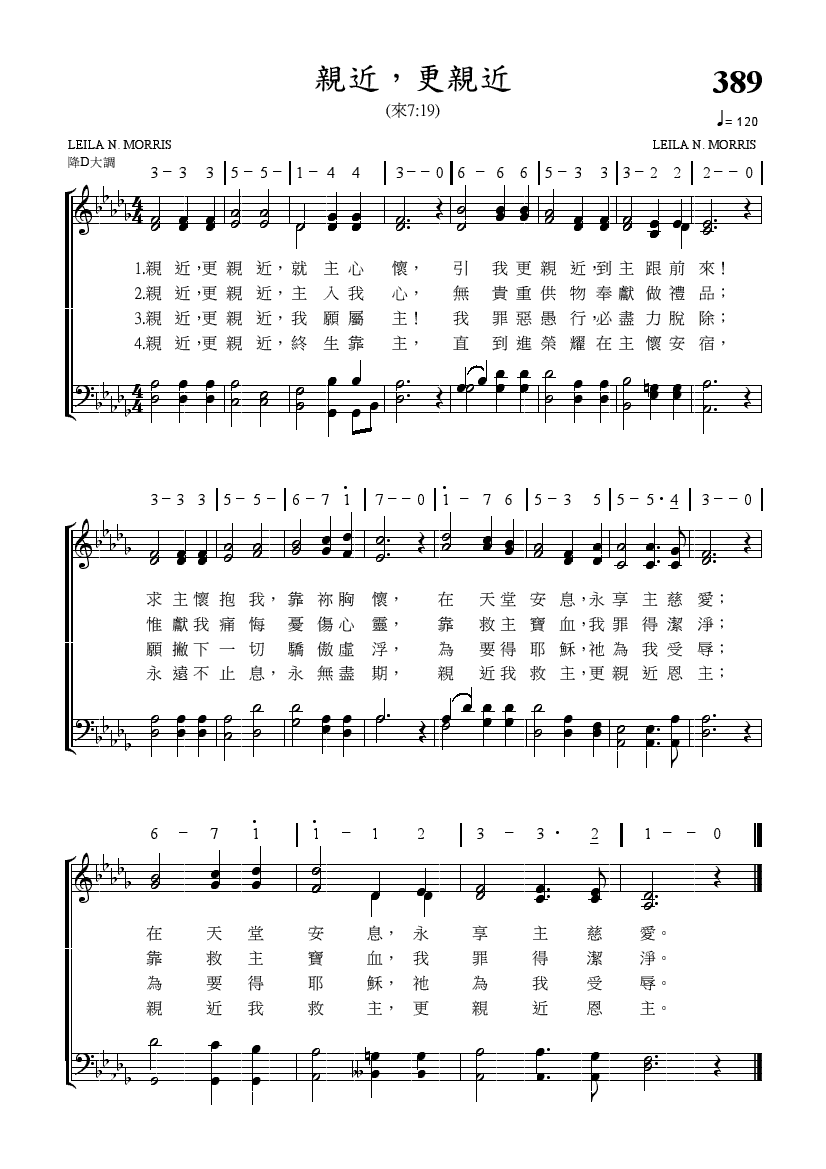 親近，更親近
389
(來7:19)
♩= 120
LEILA N. MORRIS
LEILA N. MORRIS
降D大調
3 - 3 3 | 5 - 5 - | 1 - 4 4 | 3 - - 0 | 6 - 6 6 | 5 - 3 3 | 3 - 2 2 | 2 - - 0 |
1.親近，更親近，就主心懷，引我更親近，到主跟前來！
2.親近，更親近，主入我心，無貴重供物奉獻做禮品；
3.親近，更親近，我願屬主！我罪惡愚行，必盡力脫除；
4.親近，更親近，終生靠主，直到進榮耀在主懷安宿，
3 - 3 3 | 5 - 5 - | 6 - 7 i | 7 - - 0 | i - 7 6 | 5 - 3 5 | 5 - 5 · 4 | 3 - - 0 |
求主懷抱我，靠祢胸懷，在天堂安息，永享主慈愛；
惟獻我痛悔憂傷心靈，靠救主寶血，我罪得潔淨；
願撇下一切驕傲虛浮，為要得耶穌，祂為我受辱；
永遠不止息，永無盡期，親近我救主，更親近恩主；
6 - 7 i | i - 1 2 | 3 - 3 · 2 | 1 - - 0
在天堂安息，永享主慈愛。
靠救主寶血，我罪得潔淨。
為要得耶穌，祂為我受辱。
親近我救主，更親近恩主。